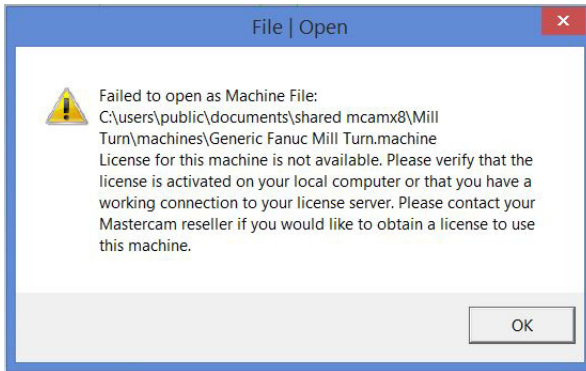 File | Open
Failed to open as Machine File:
C:\users\public\documents\shared mcamx8\Mill
Turn\machines\Generic Fanuc Mill Turn.machine
License for this machine is not available. Please verify that the
license is activated on your local computer or that you have a
working connection to your license server. Please contact your
Mastercam reseller if you would like to obtain a license to use
this machine.
OK